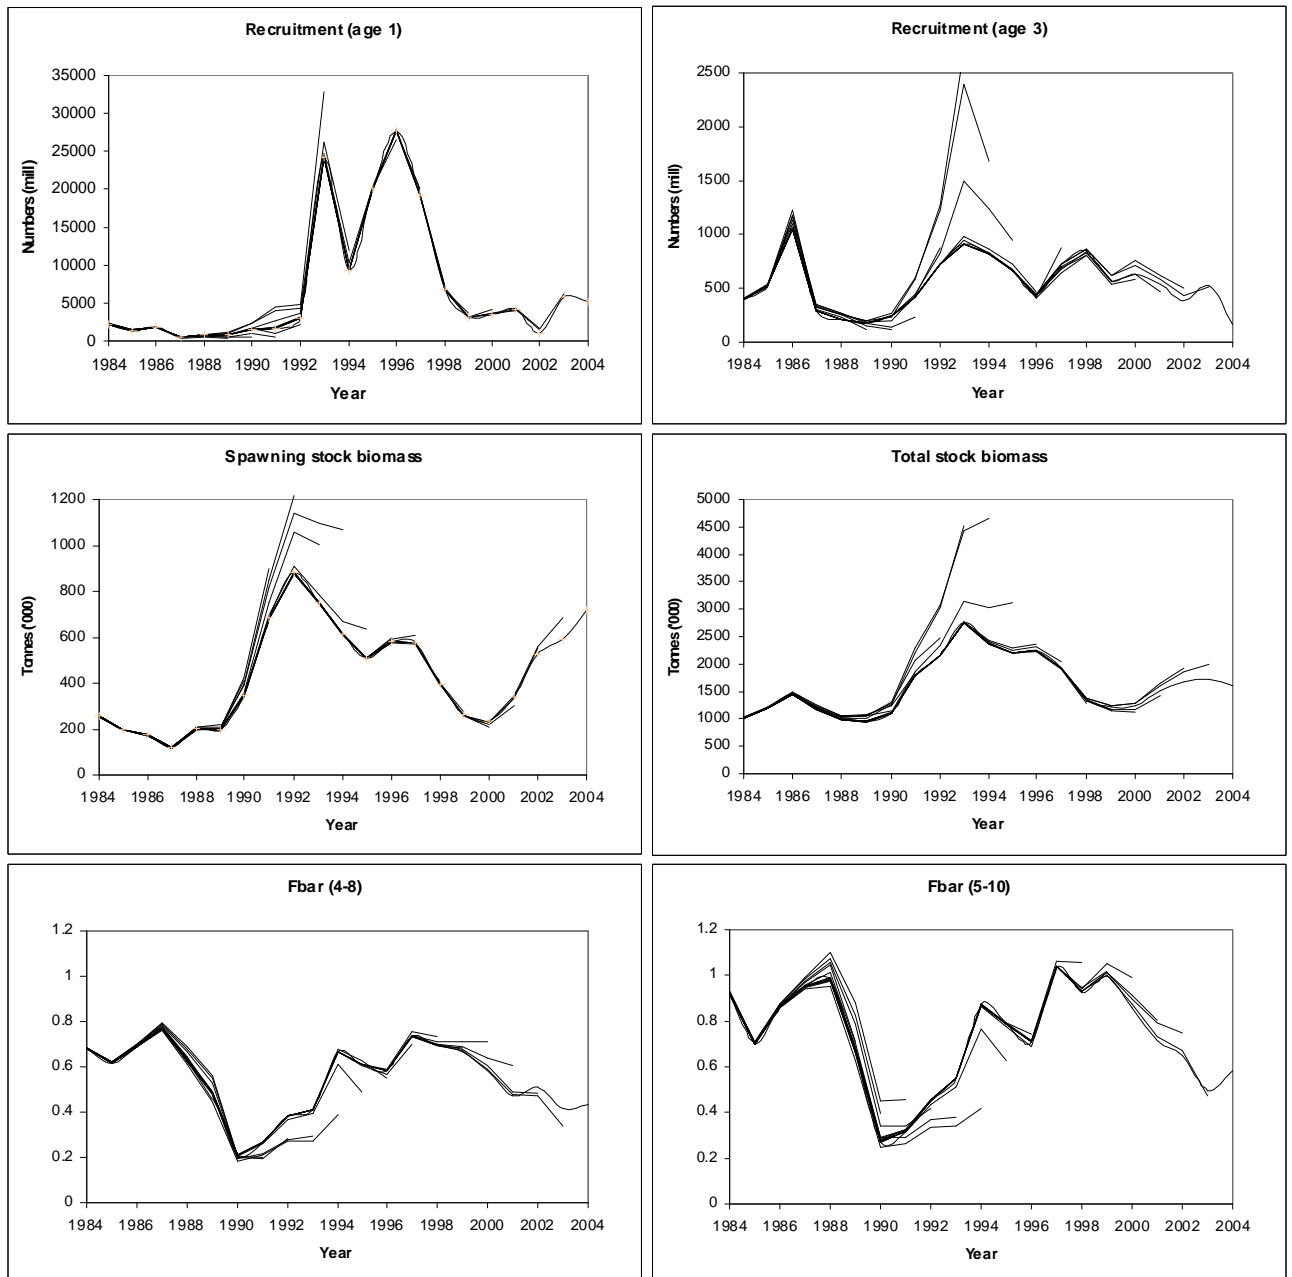 Recruitment (age 1)
35000
30000
25000
20000
15000
10000
5000
0
Numbers (mill)
1984 1986 1988 1990 1992 1994 1996 1998 2000 2002 2004
Year
Recruitment (age 3)
2500
2000
1500
1000
500
0
Numbers (mill)
1984 1986 1988 1990 1992 1994 1996 1998 2000 2002 2004
Year
Spawning stock biomass
1200
1000
800
600
400
200
0
Tonnes ('000)
1984 1986 1988 1990 1992 1994 1996 1998 2000 2002 2004
Year
Total stock biomass
5000
4500
4000
3500
3000
2500
2000
1500
1000
500
0
Tonnes ('000)
1984 1986 1988 1990 1992 1994 1996 1998 2000 2002 2004
Year
Fbar (4-8)
1.2
1
0.8
0.6
0.4
0.2
0
1984 1986 1988 1990 1992 1994 1996 1998 2000 2002 2004
Year
Fbar (5-10)
1.2
1
0.8
0.6
0.4
0.2
0
1984 1986 1988 1990 1992 1994 1996 1998 2000 2002 2004
Year